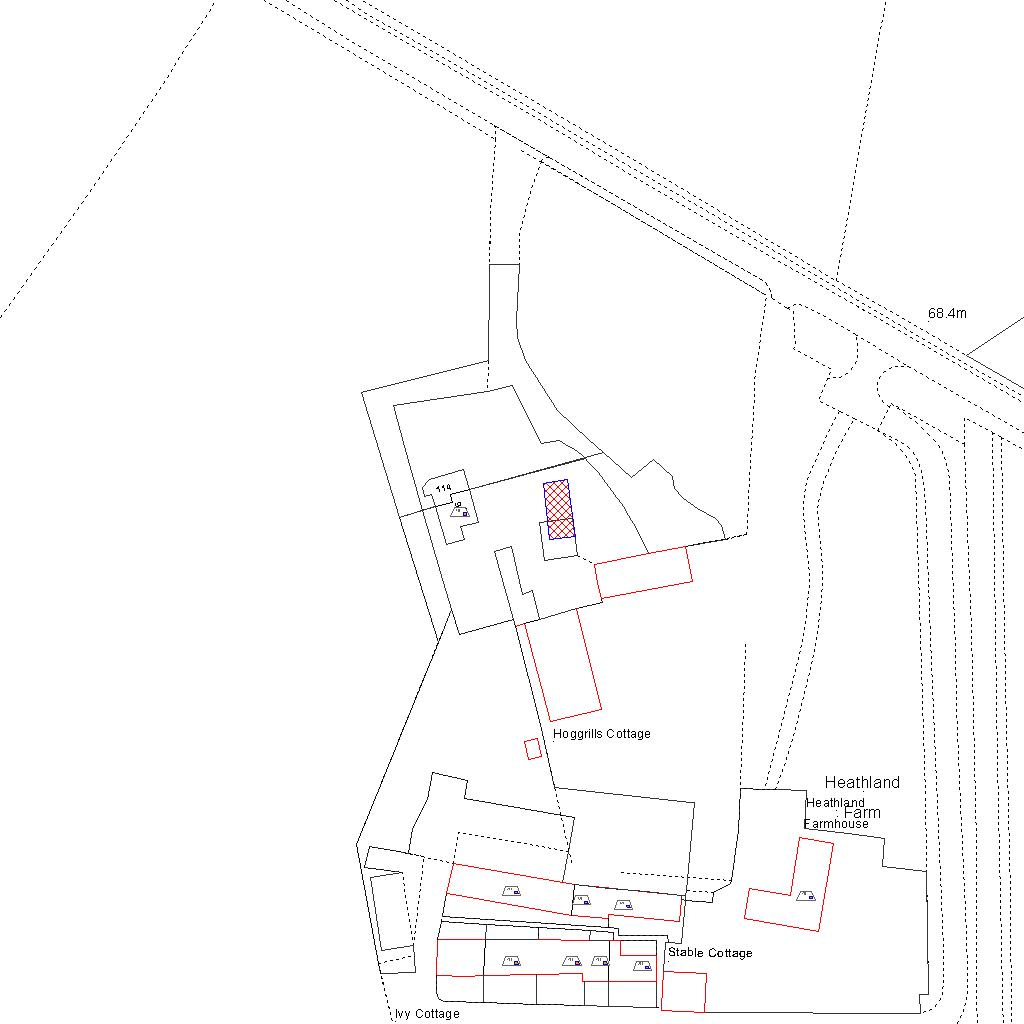 68.4m
114
Hoggrills Cottage
Heathland
Farm
Heathland
Farmhouse
Stable Cottage
Ivy Cottage